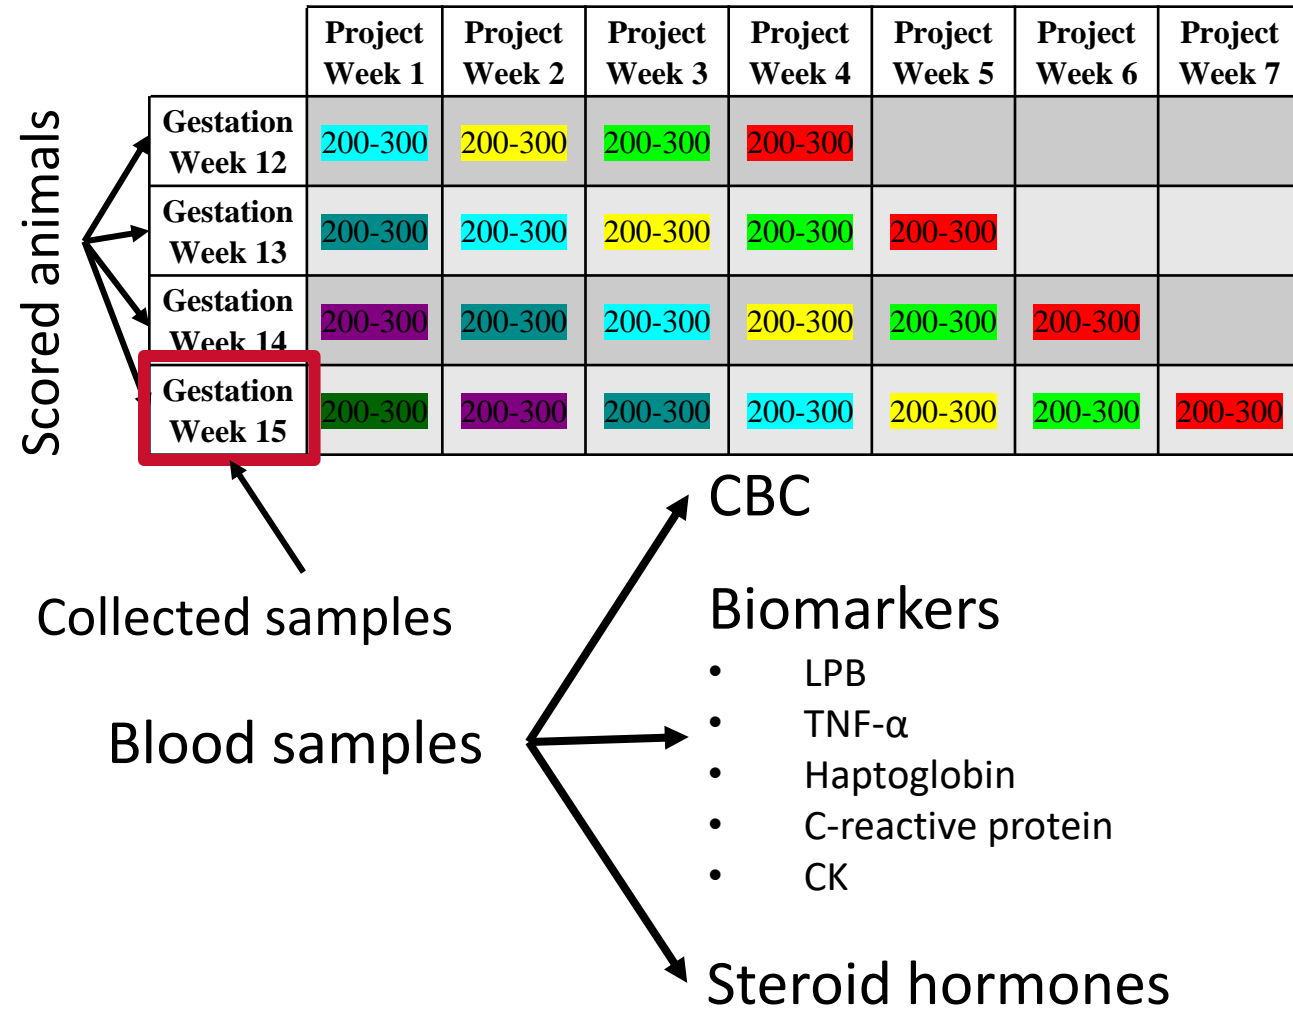 Project Week 1 Project Week 2 Project Week 3 Project Week 4 Project Week 5 Project Week 6 Project Week 7
Scored animals
Gestation Week 12 200-300 200-300 200-300 200-300
Gestation Week 13 200-300 200-300 200-300 200-300 200-300
Gestation Week 14 200-300 200-300 200-300 200-300 200-300 200-300
Gestation Week 15 200-300 200-300 200-300 200-300 200-300 200-300 200-300
Collected samples
Blood samples
CBC
Biomarkers
• LPB
• TNF-α
• Haptoglobin
• C-reactive protein
• CK
Steroid hormones